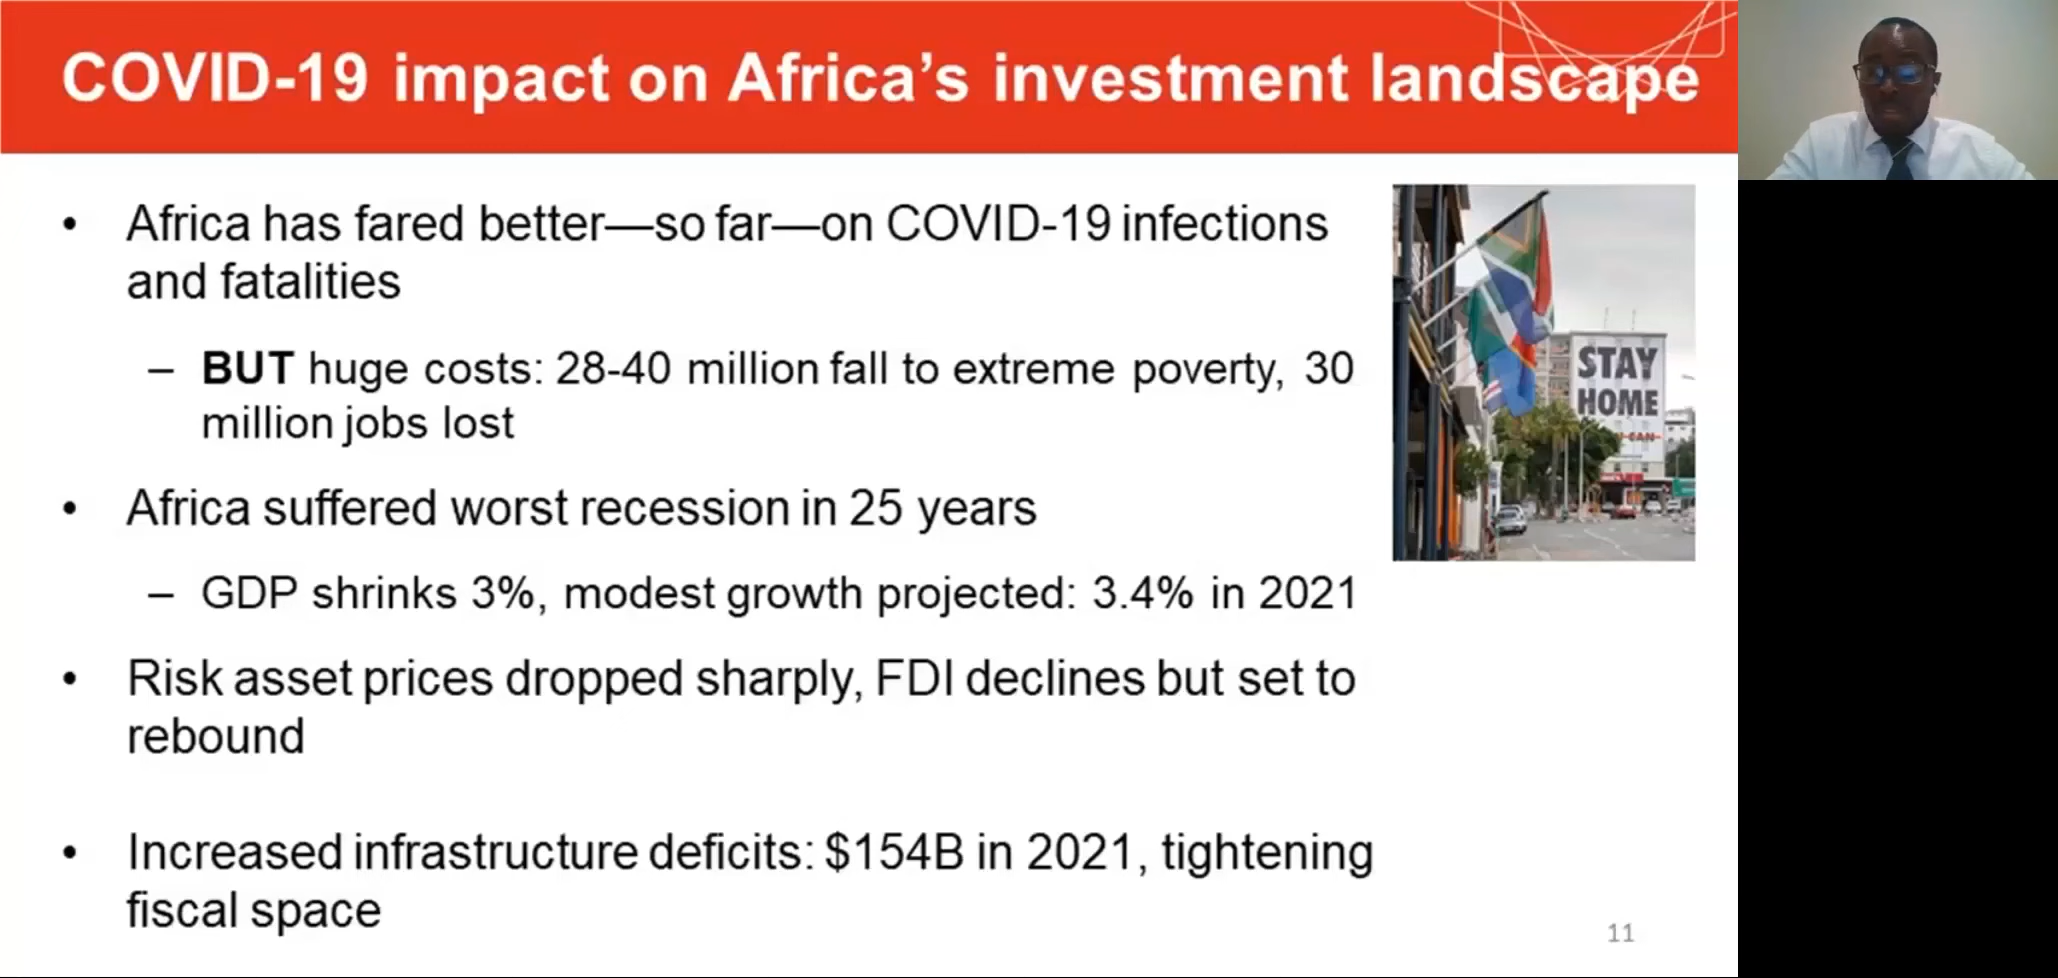 COVID-19 impact on Africa’s investment landscape
• Africa has fared better—so far—on COVID-19 infections
and fatalities
– BUT huge costs: 28-40 million fall to extreme poverty, 30
million jobs lost
• Africa suffered worst recession in 25 years
– GDP shrinks 3%, modest growth projected: 3.4% in 2021
• Risk asset prices dropped sharply, FDI declines but set to
rebound
• Increased infrastructure deficits: $154B in 2021, tightening
fiscal space
STAY
HOME
11